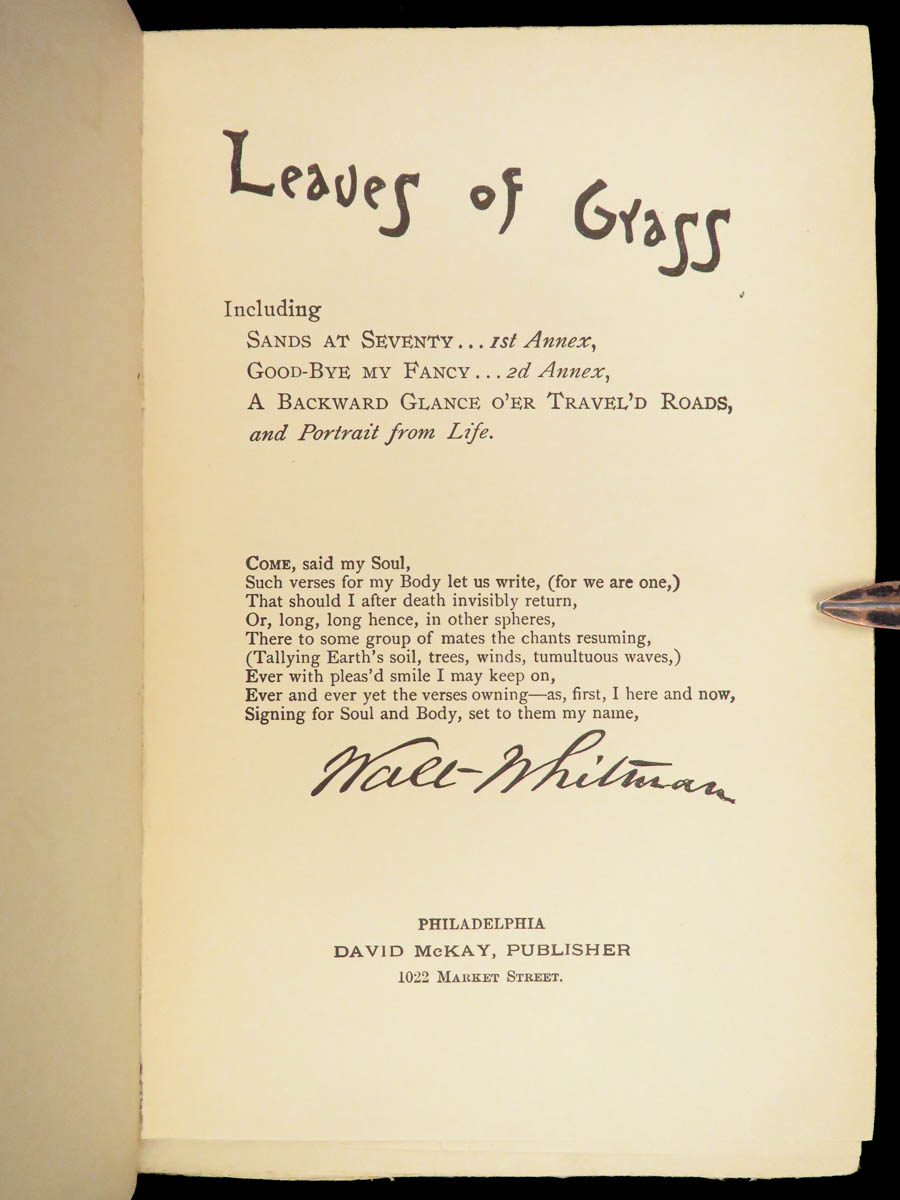 Leaves of Grass
Including
SANDS AT SEVENTY... 1st Annex,
GOOD-BYE MY FANCY... 2d Annex,
A BACKWARD GLANCE O'ER TRAVEL'D ROADS,
and Portrait from Life.
COME, said my Soul,
Such verses for my Body let us write, (for we are one,)
That should I after death invisibly return,
Or, long, long hence, in other spheres,
There to some group of mates the chants resuming,
(Tallying Earth's soil, trees, winds, tumultuous waves,)
Ever with pleas'd smile I may keep on,
Ever and ever yet the verses owning—as, first, I here and now,
Signing for Soul and Body, set to them my name,
Walt Whitman
PHILADELPHIA
DAVID McKAY, PUBLISHER
1022 MARKET STREET.